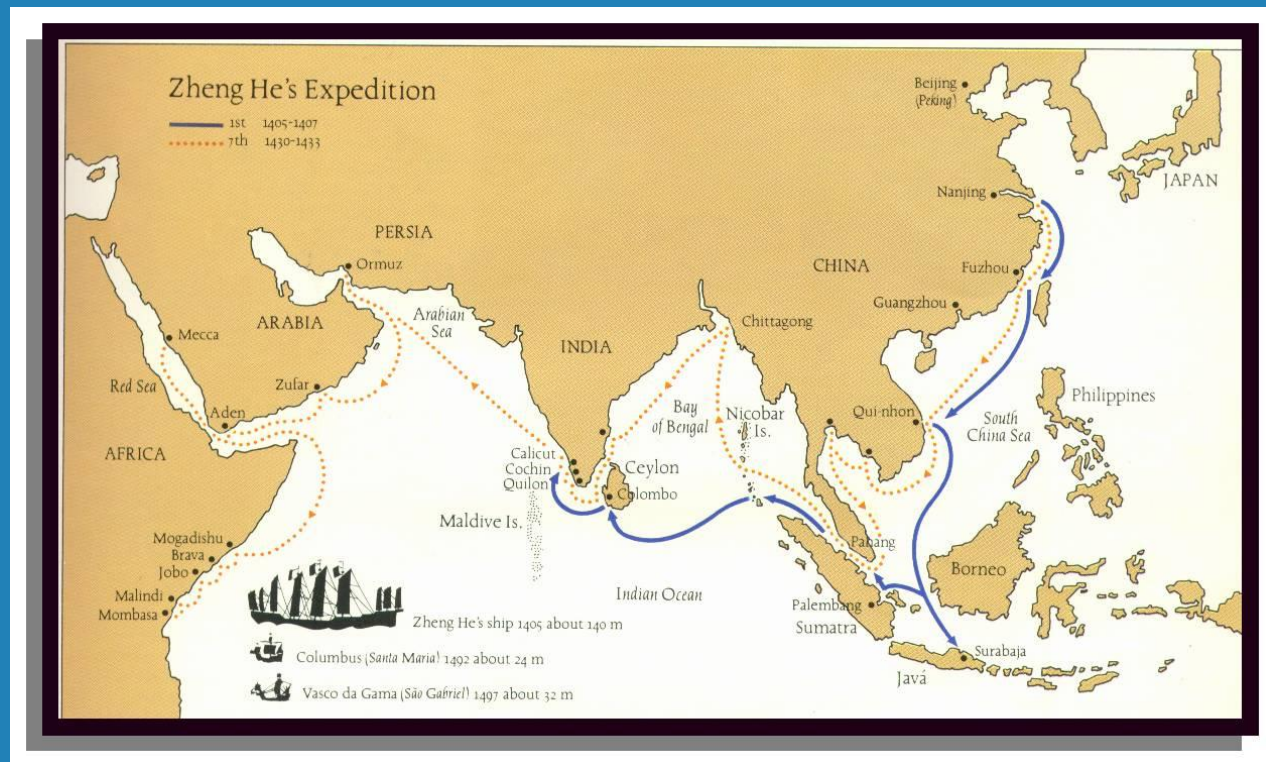 Zheng He's Expedition
1st 1405-1407
7th 1430-1433
Beijing
(Peking)
JAPAN
Nanjing
PERSIA
Ormuz
CHINA
Fuzhou
Guangzhou
Arabian
Sea
ARABIA
Chittagong
Mecca
INDIA
Red Sea
Zufar
Philippines
Aden
Bay
of Bengal
Nicobar
Is.
Qui-nhon
South
China Sea
AFRICA
Calicut
Cochin
Quilon
Ceylon
Colombo
Maldive Is.
Mogadishu
Brava
Jobo
Pahang
Borneo
Malindi
Mombasa
Indian Ocean
Palembang
Sumatra
Zheng He's ship 1405 about 140 m
Surabaja
Javá
Columbus (Santa Maria) 1492 about 24 m
Vasco da Gama (São Gabriel) 1497 about 32 m